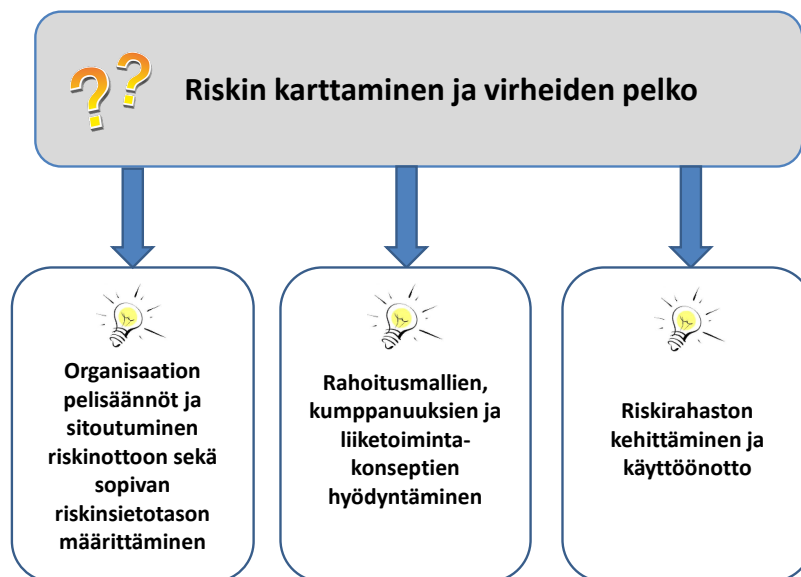 ??
Riskin karttaminen ja virheiden pelko
Organisaation
pelisäännöt ja
sitoutuminen
riskinottoon sekä
sopivan
riskinsietotason
määrittäminen
Rahoitusmallien,
kumppanuuksien ja
liiketoiminta-
konseptien
hyödyntäminen
Riskirahaston
kehittäminen ja
käyttöönotto